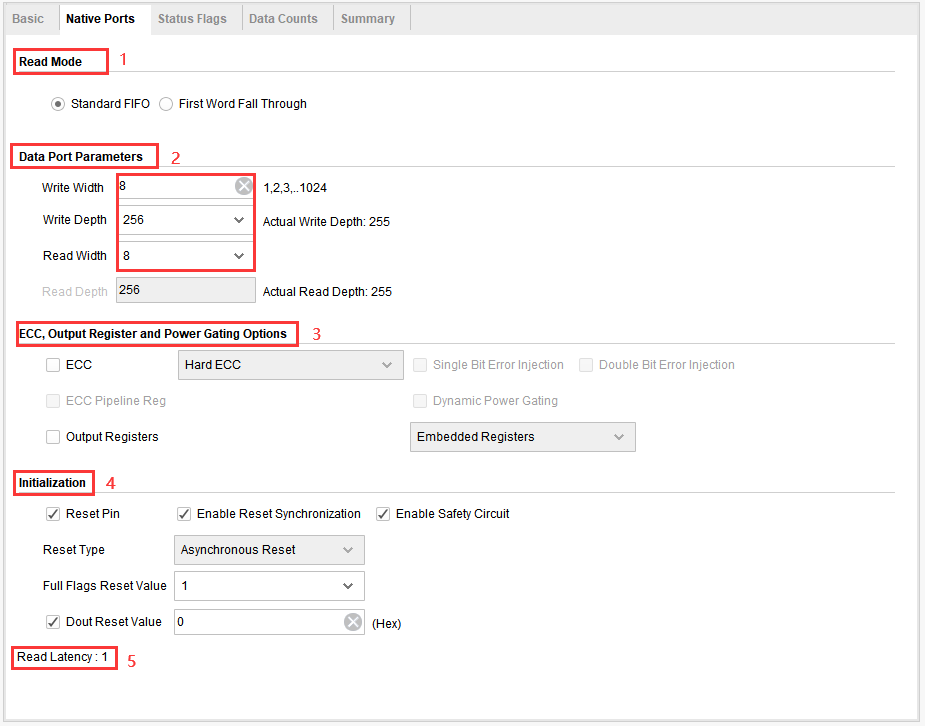 Basic Native Ports Status Flags Data Counts Summary
Read Mode 1
Standard FIFO First Word Fall Through
Data Port Parameters 2
Write Width 8 1,2,3,..1024
Write Depth 256 Actual Write Depth: 255
Read Width 8
Read Depth 256 Actual Read Depth: 255
ECC, Output Register and Power Gating Options 3
ECC Hard ECC Single Bit Error Injection Double Bit Error Injection
ECC Pipeline Reg Dynamic Power Gating
Output Registers Embedded Registers
Initialization 4
Reset Pin Enable Reset Synchronization Enable Safety Circuit
Reset Type Asynchronous Reset
Full Flags Reset Value 1
Dout Reset Value 0 (Hex)
Read Latency : 1 5